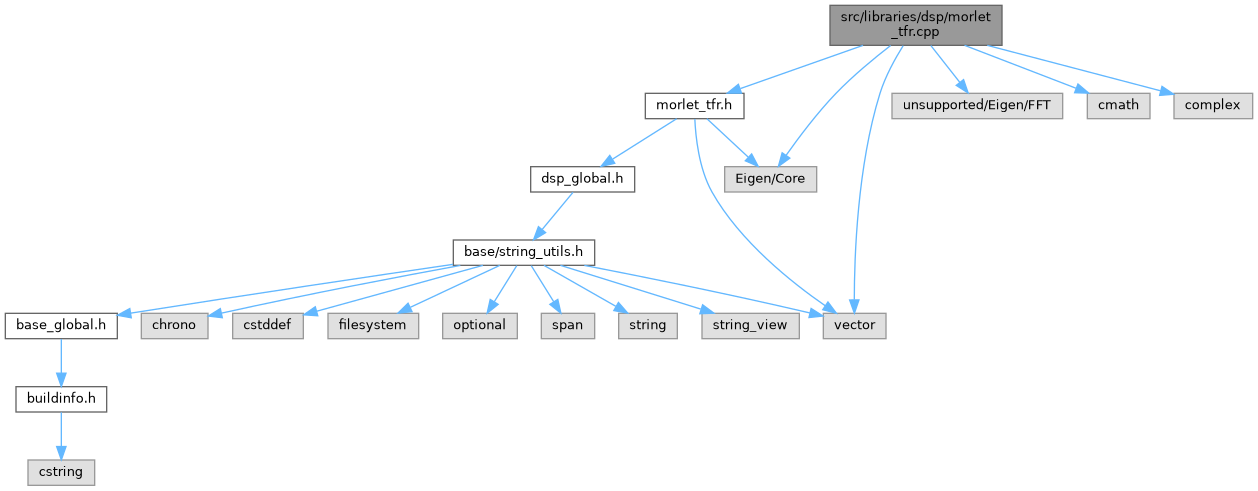 src/libraries/dsp/morlet
_tfr.cpp
morlet_tfr.h
unsupported/Eigen/FFT
cmath
complex
dsp_global.h
Eigen/Core
base/string_utils.h
base_global.h
chrono
cstddef
filesystem
optional
span
string
string_view
vector
buildinfo.h
cstring